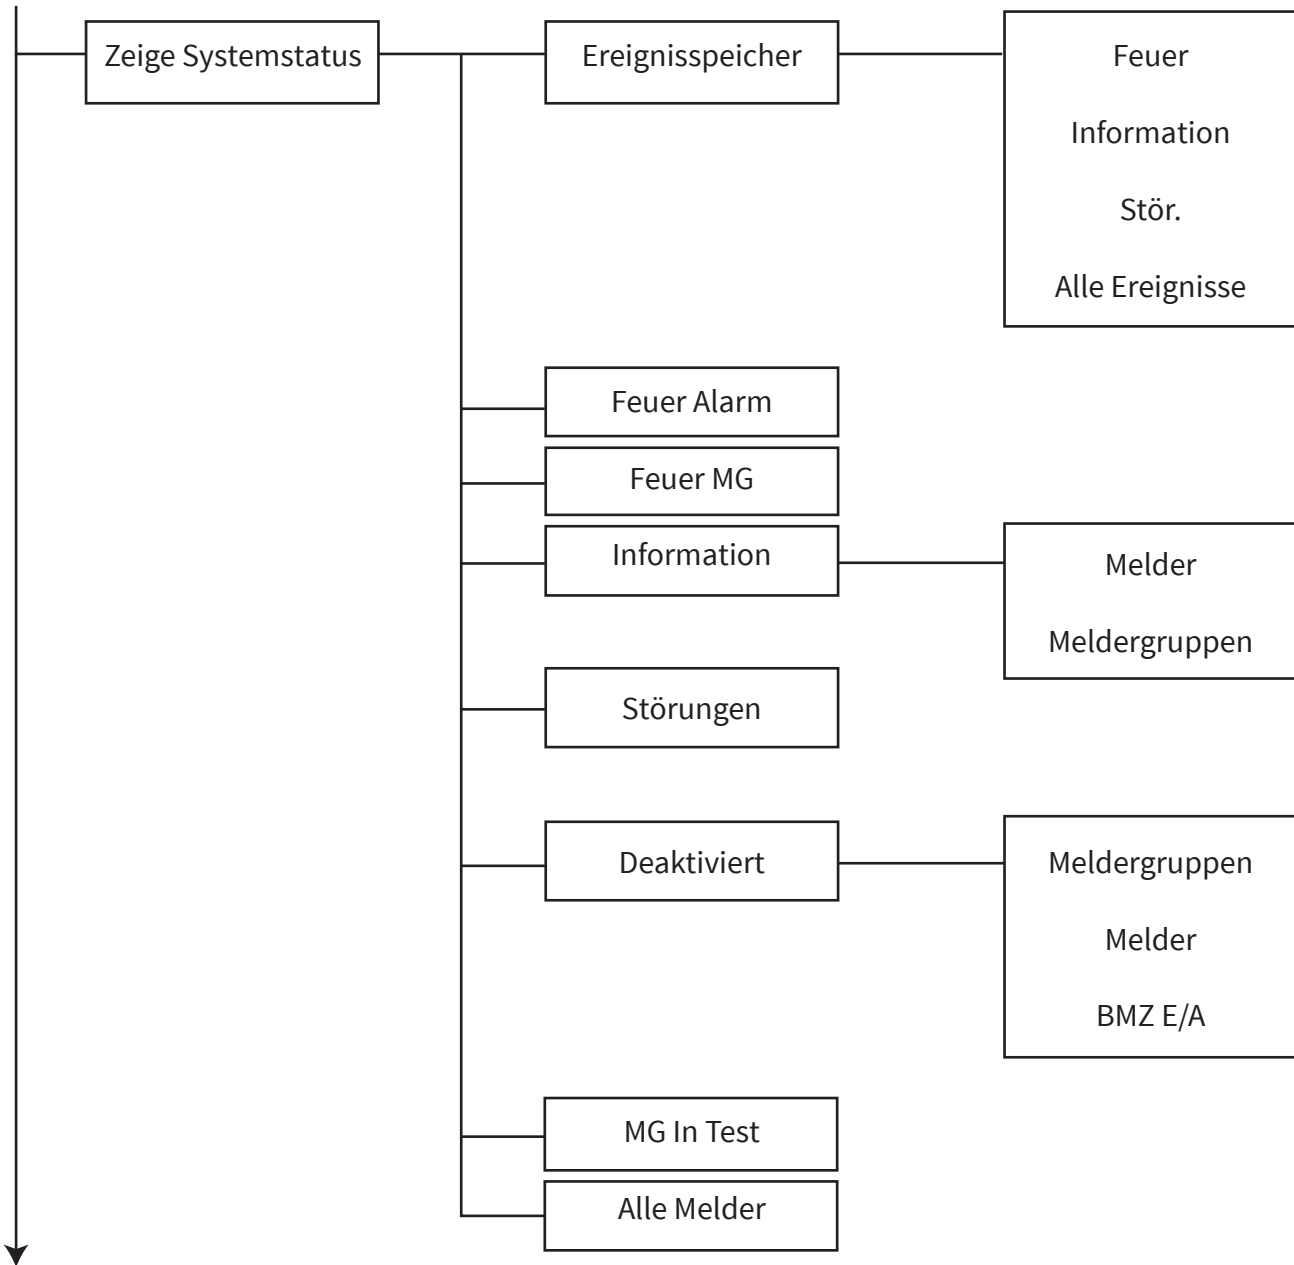 Zeige Systemstatus
Ereignisspeicher
Feuer
Information
Stör.
Alle Ereignisse
Feuer Alarm
Feuer MG
Information
Melder
Meldergruppen
Störungen
Deaktiviert
Meldergruppen
Melder
BMZ E/A
MG In Test
Alle Melder